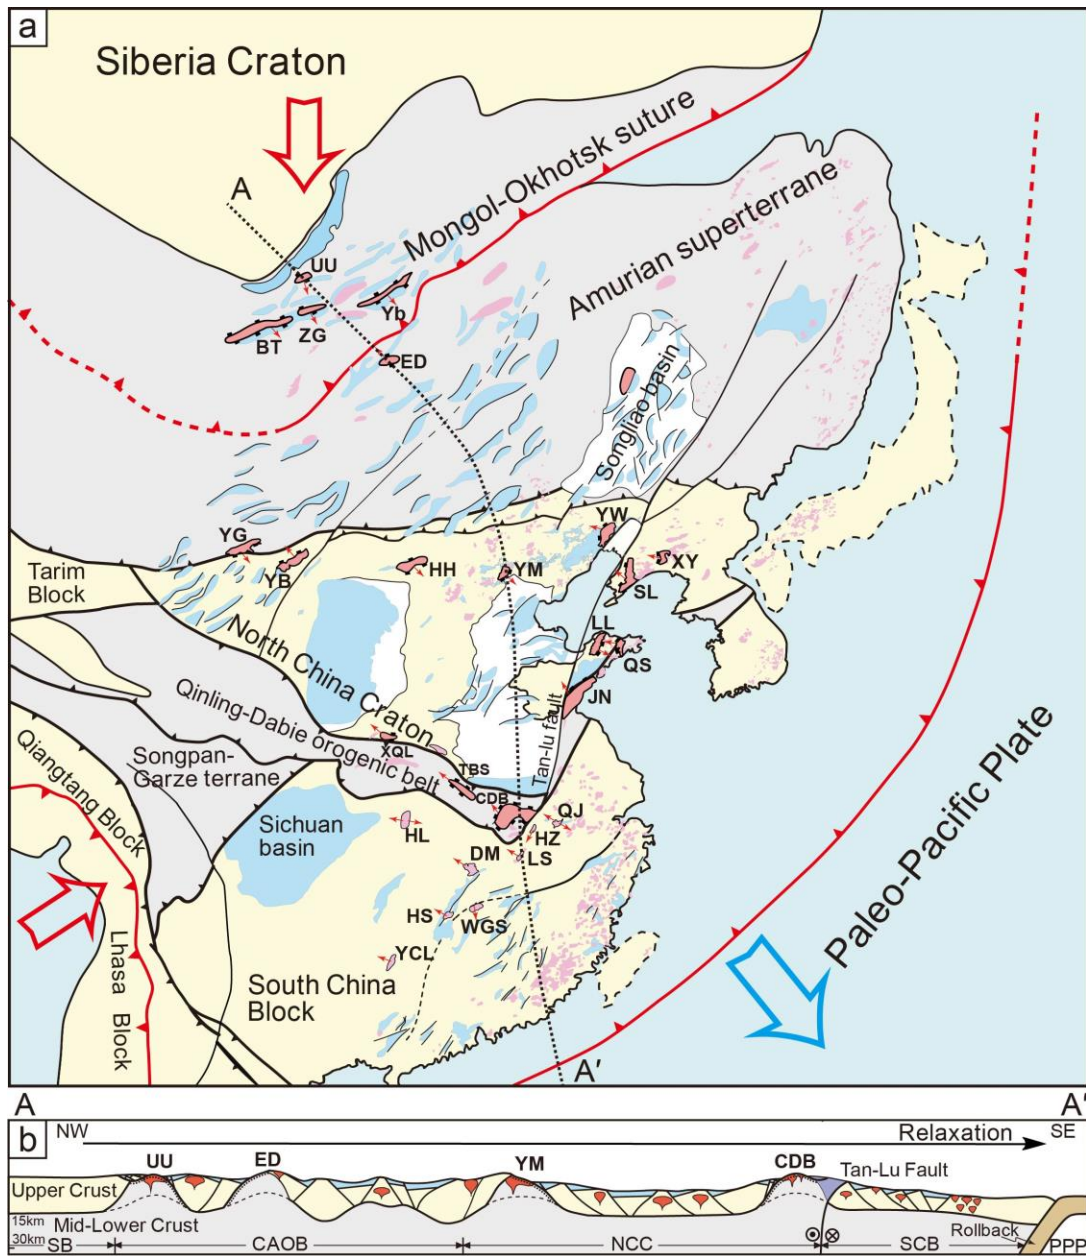 a
Siberia Craton
A
Mongol-Okhotsk suture
UU
Yb
ZG
BT
ED
Amurian superterrane
Songliao basin
YG
YB
HH
YM
YW
XY
SL
Tarim
Block
LL
QS
JN
North China Craton
Qinling-Dabie orogenic belt
Tan-lu fault
XQL
TBS
CDB
Songpan-
Garze terrane
Qiangtang Block
Sichuan
basin
HL
QJ
HZ
DM
LS
HS
WGS
YCL
Lhasa Block
South China
Block
Paleo-Pacific Plate
A′
A
A′
b
NW
Relaxation
SE
UU
ED
YM
CDB
Tan-Lu Fault
Upper Crust
15km
Mid-Lower Crust
30km
Rollback
SB
CAOB
NCC
SCB
PPP